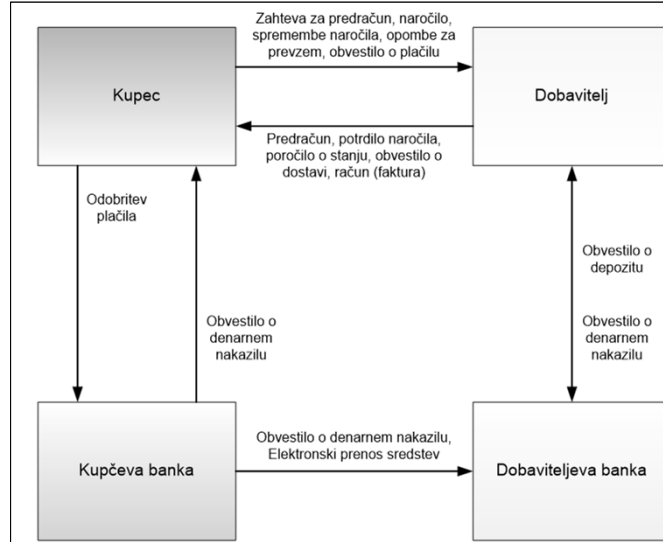 Zahteva za predračun, naročilo,
spremembe naročila, opombe za
prevzem, obvestilo o plačilu
Kupec
Dobavitelj
Predračun, potrdilo naročila,
poročilo o stanju, obvestilo o
dostavi, račun (faktura)
Odobritev
plačila
Obvestilo o
depozitu
Obvestilo o
denarnem
nakazilu
Obvestilo o
denarnem
nakazilu
Obvestilo o denarnem nakazilu,
Elektronski prenos sredstev
Kupčeva banka
Dobaviteljeva banka